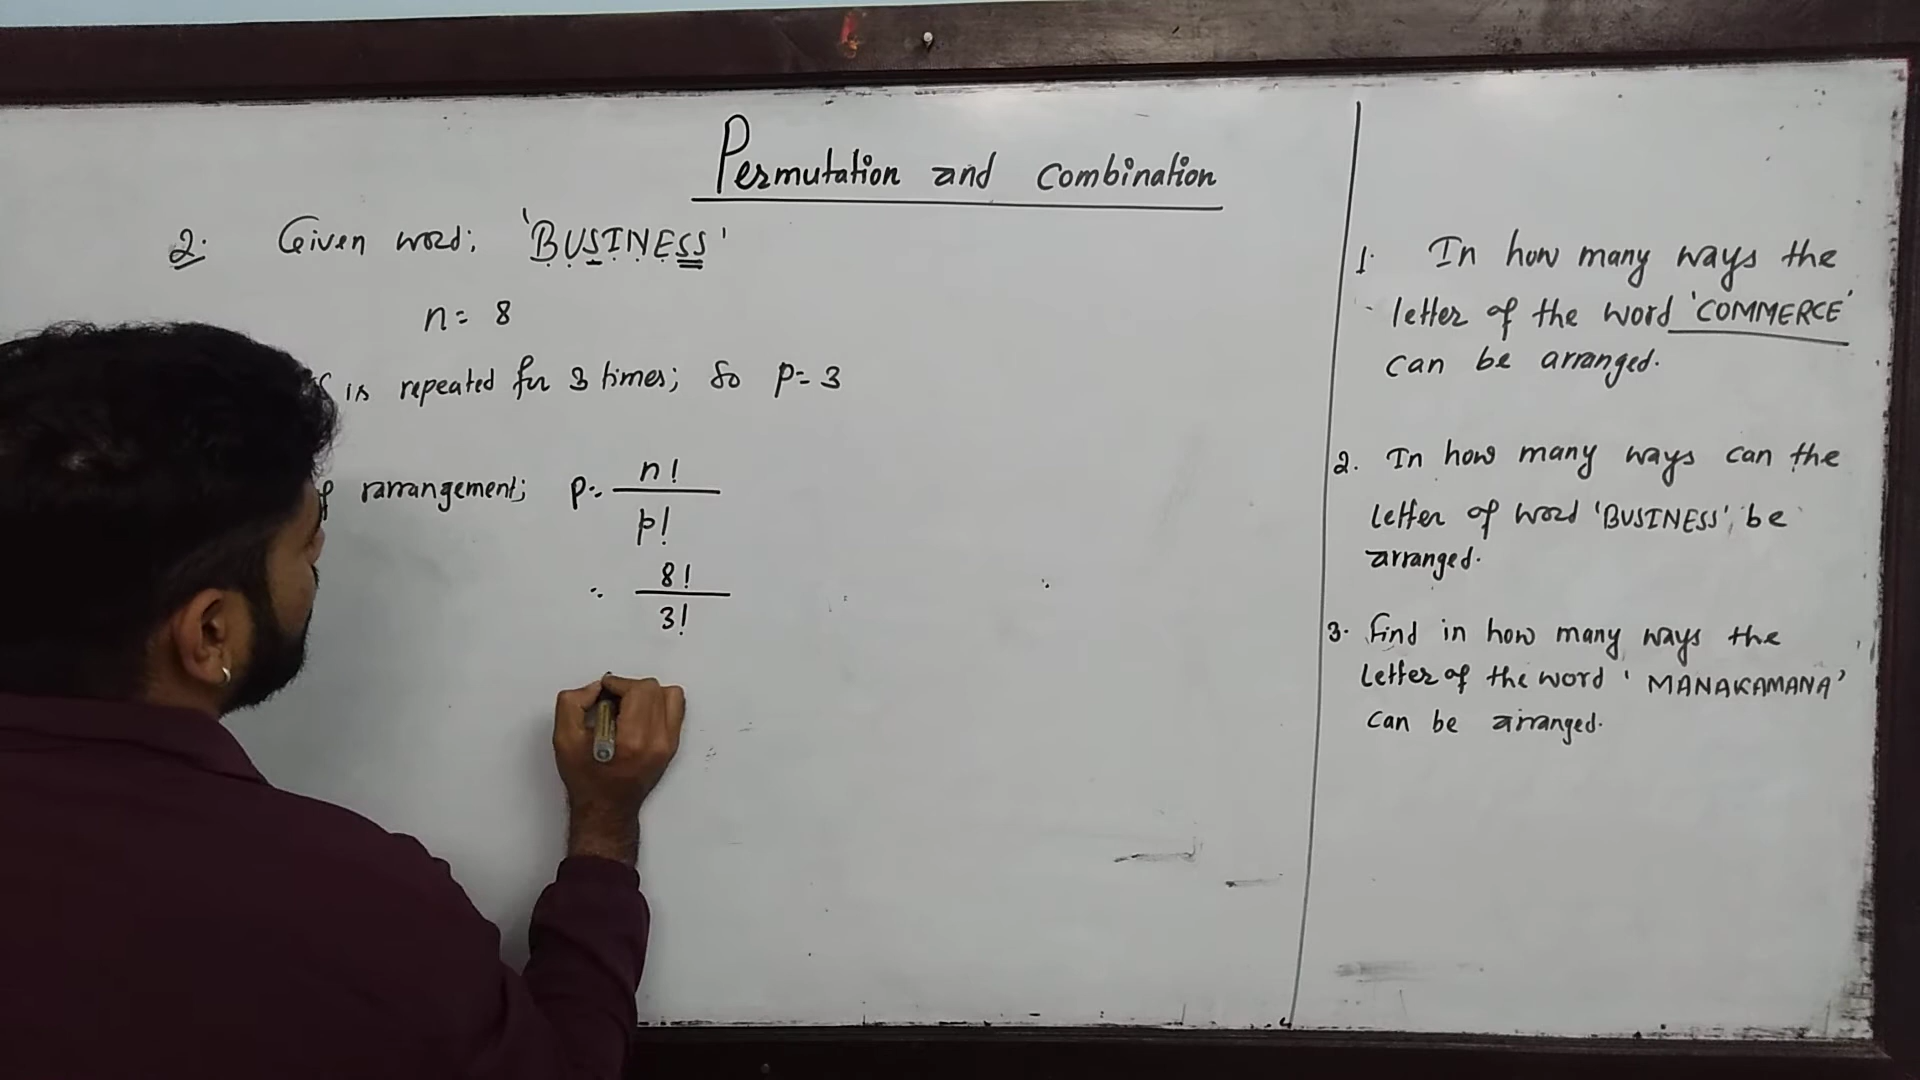 Permutation and Combination
2. Given word; 'BUSINESS'
n = 8
is repeated for 3 times; So p = 3
arrangement; p = n! / p!
= 8! / 3!
1. In how many ways the
letter of the word 'COMMERCE'
can be arranged.
2. In how many ways can the
letter of word 'BUSINESS', be
arranged.
3. Find in how many ways the
letter of the word 'MANAKAMANA'
can be arranged.